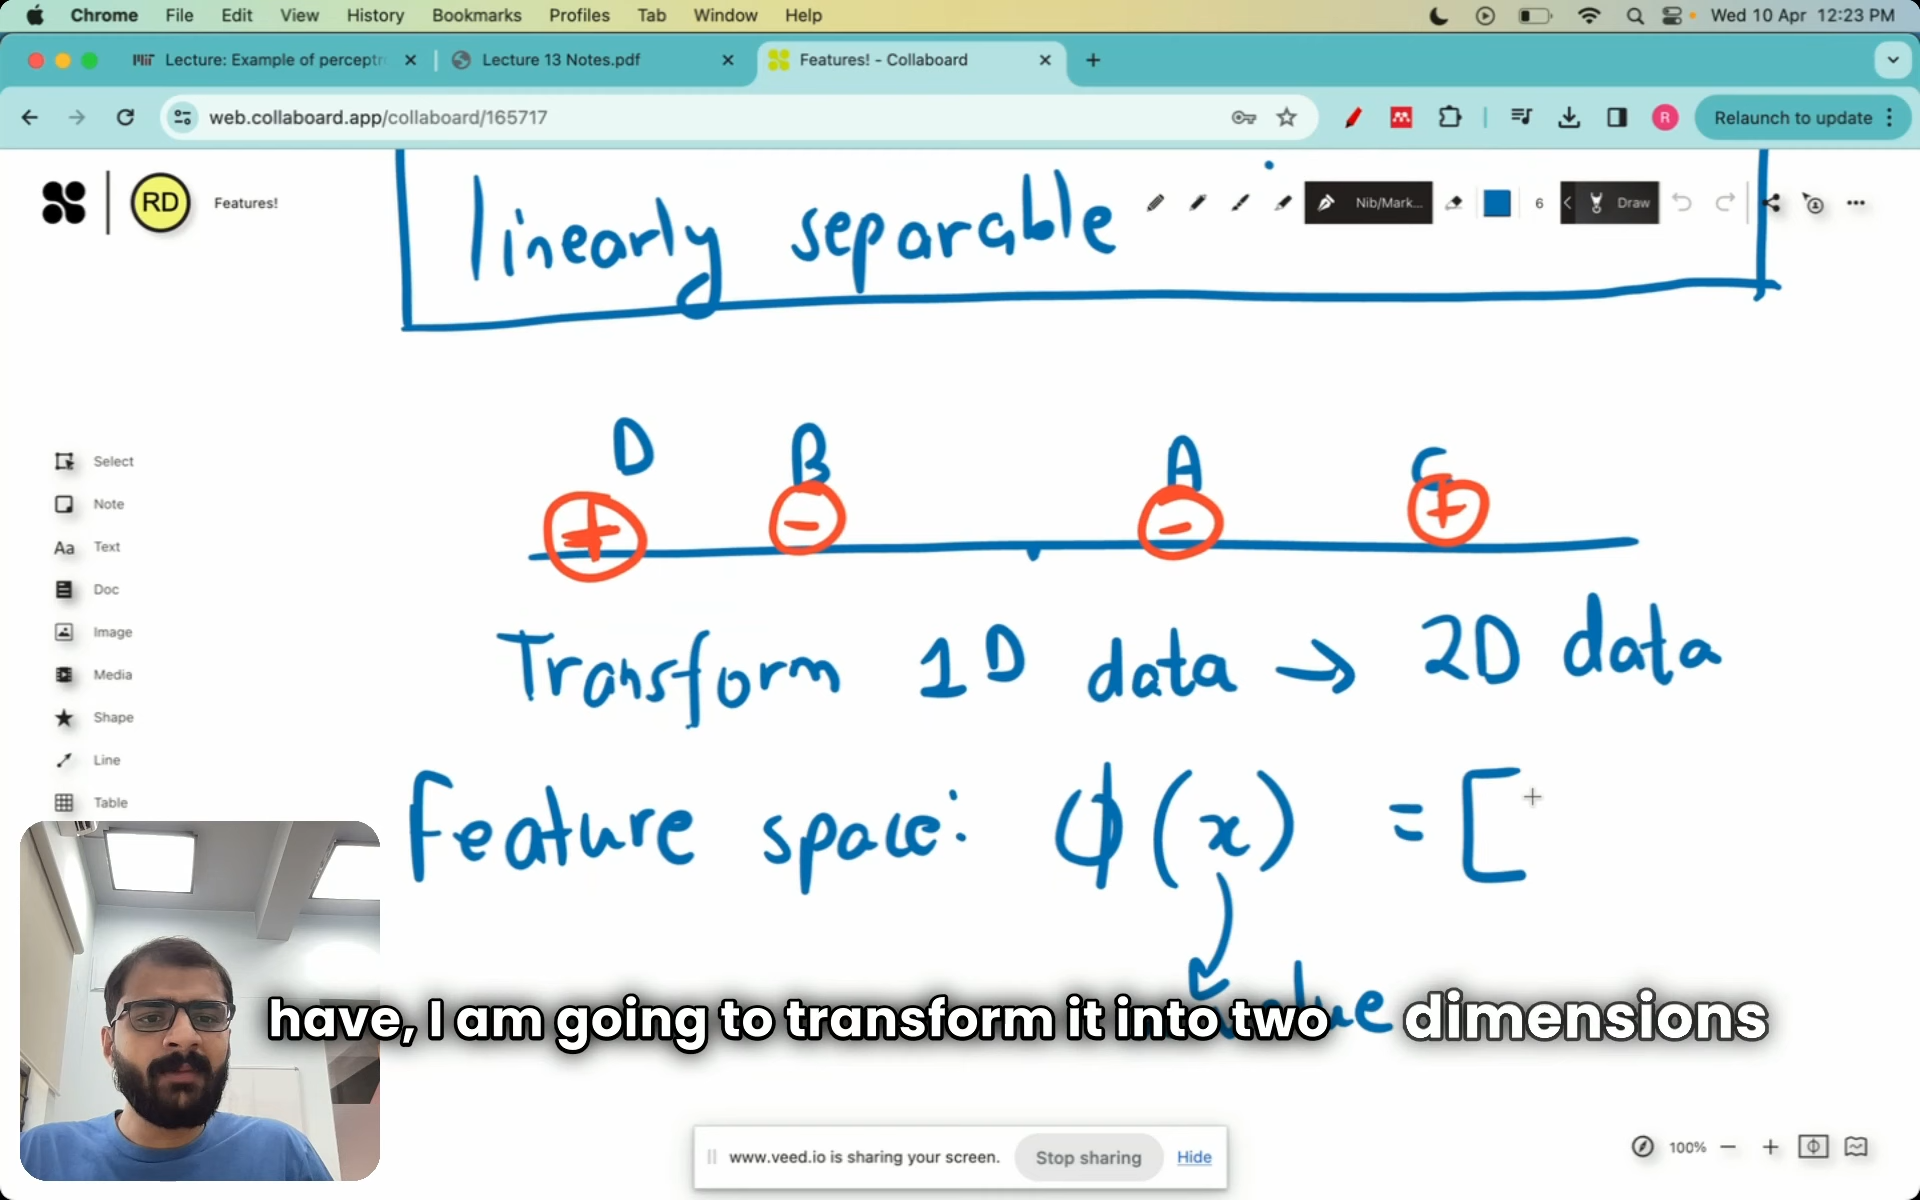 Chrome File Edit View History Bookmarks Profiles Tab Window Help Wed 10 Apr 12:23 PM
Lecture: Example of perceptr Lecture 13 Notes.pdf Features! - Collaboard
web.collaboard.app/collaboard/165717 R Relaunch to update
RD Features! Nib/Mark... 6 Draw
linearly separable
D B A C
+ - - +
Transform 1D data → 2D data
Feature space: ϕ(x) = [
Select
Note
Aa Text
Doc
Image
Media
Shape
Line
Table
have, I am going to transform it into two dimensions
www.veed.io is sharing your screen. Stop sharing Hide
100%